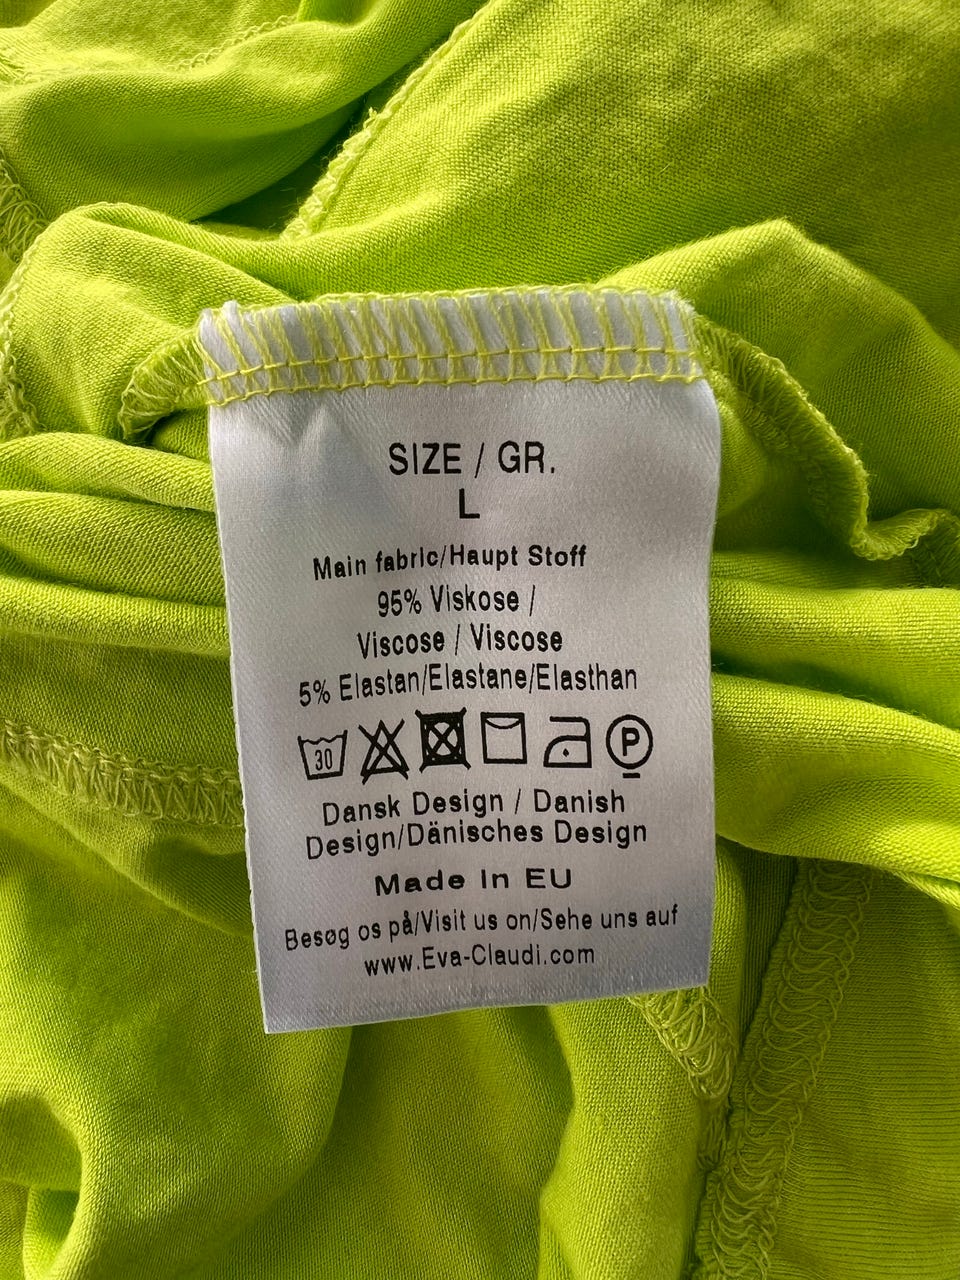 SIZE / GR.
L
Main fabric/Haupt Stoff
95% Viskose /
Viscose / Viscose
5% Elastan/Elastane/Elasthan
30 P
Dansk Design / Danish
Design/Dänisches Design
Made In EU
Besøg os på/Visit us on/Sehe uns auf
www.Eva-Claudi.com